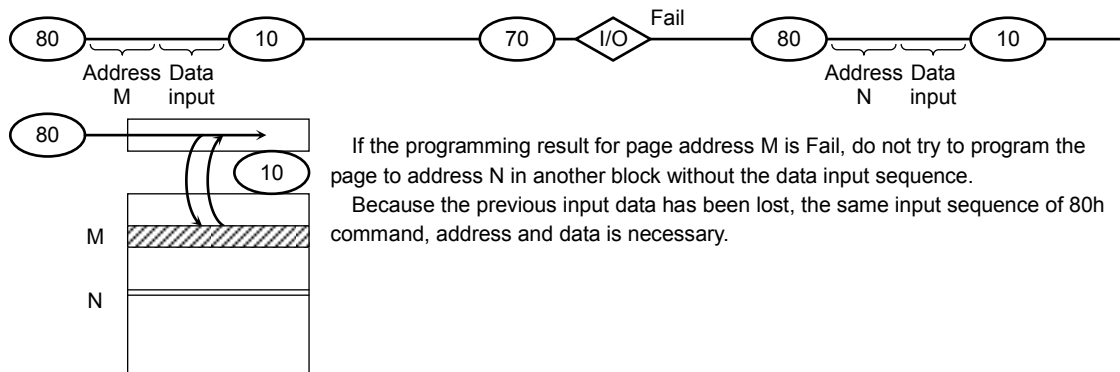 Fail
80 10 70 I/O 80 10
Address Data Address Data
M input N input
80
If the programming result for page address M is Fail, do not try to program the
page to address N in another block without the data input sequence.
10
Because the previous input data has been lost, the same input sequence of 80h
command, address and data is necessary.
M
N